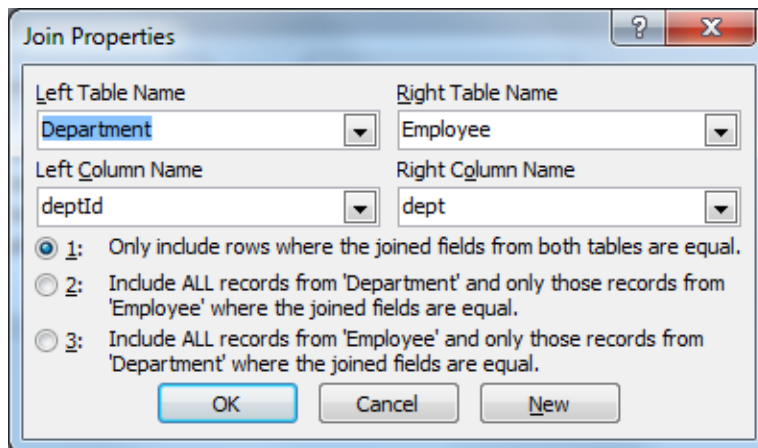 Join Properties
Left Table Name
Right Table Name
Department
Employee
Left Column Name
Right Column Name
deptId
dept
1: Only include rows where the joined fields from both tables are equal.
2: Include ALL records from 'Department' and only those records from
'Employee' where the joined fields are equal.
3: Include ALL records from 'Employee' and only those records from
'Department' where the joined fields are equal.
OK
Cancel
New